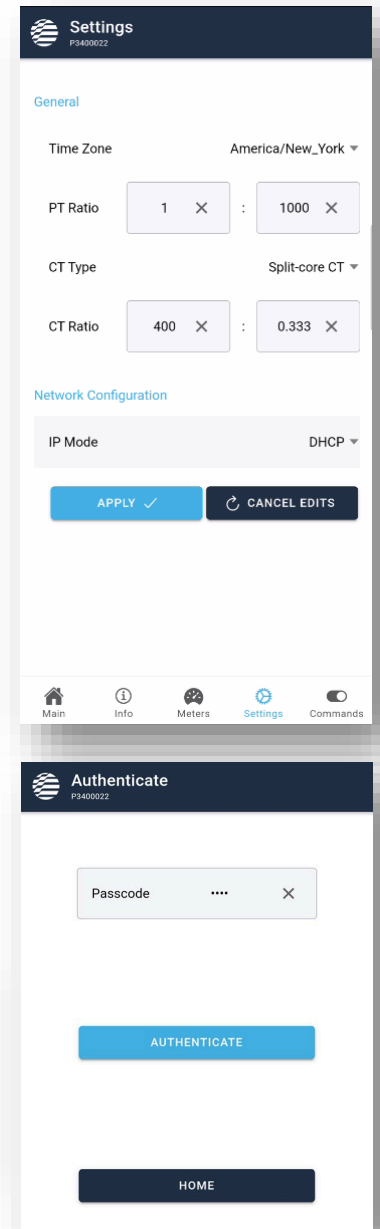 Settings
P3400022
General
Time Zone America/New_York
PT Ratio 1 : 1000
CT Type Split-core CT
CT Ratio 400 : 0.333
Network Configuration
IP Mode DHCP
APPLY CANCEL EDITS
Main Info Meters Settings Commands
Authenticate
P3400022
Passcode ••••
AUTHENTICATE
HOME